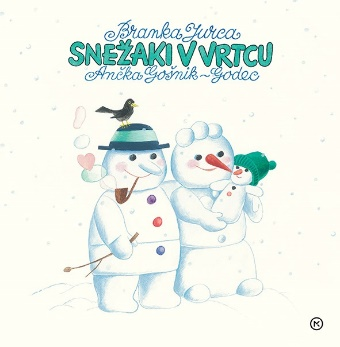 Branka Jurca
SNEŽAKI V VRTCU
Ančka Gošnik-Godec